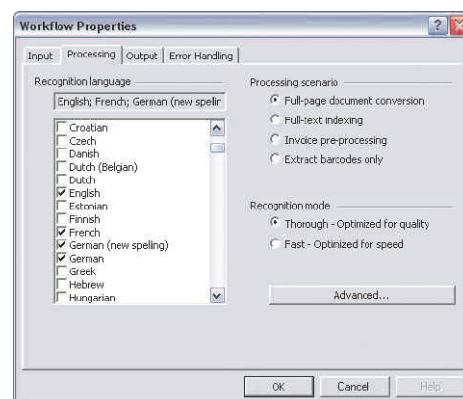 Workflow Properties
Input Processing Output Error Handling
Recognition language
English; French; German (new spelir
Croatian
Czech
Danish
Dutch (Belgian)
Dutch
English
Estonian
Finnish
French
German (new speling)
German
Greek
Hebrew
Hungarian
Processing scenario
Full-page document conversion
Full-text indexing
Invoice pre-processing
Extract barcodes only
Recognition mode
Thorough - Optimized for quality
Fast - Optimized for speed
Advanced...
OK Cancel Help